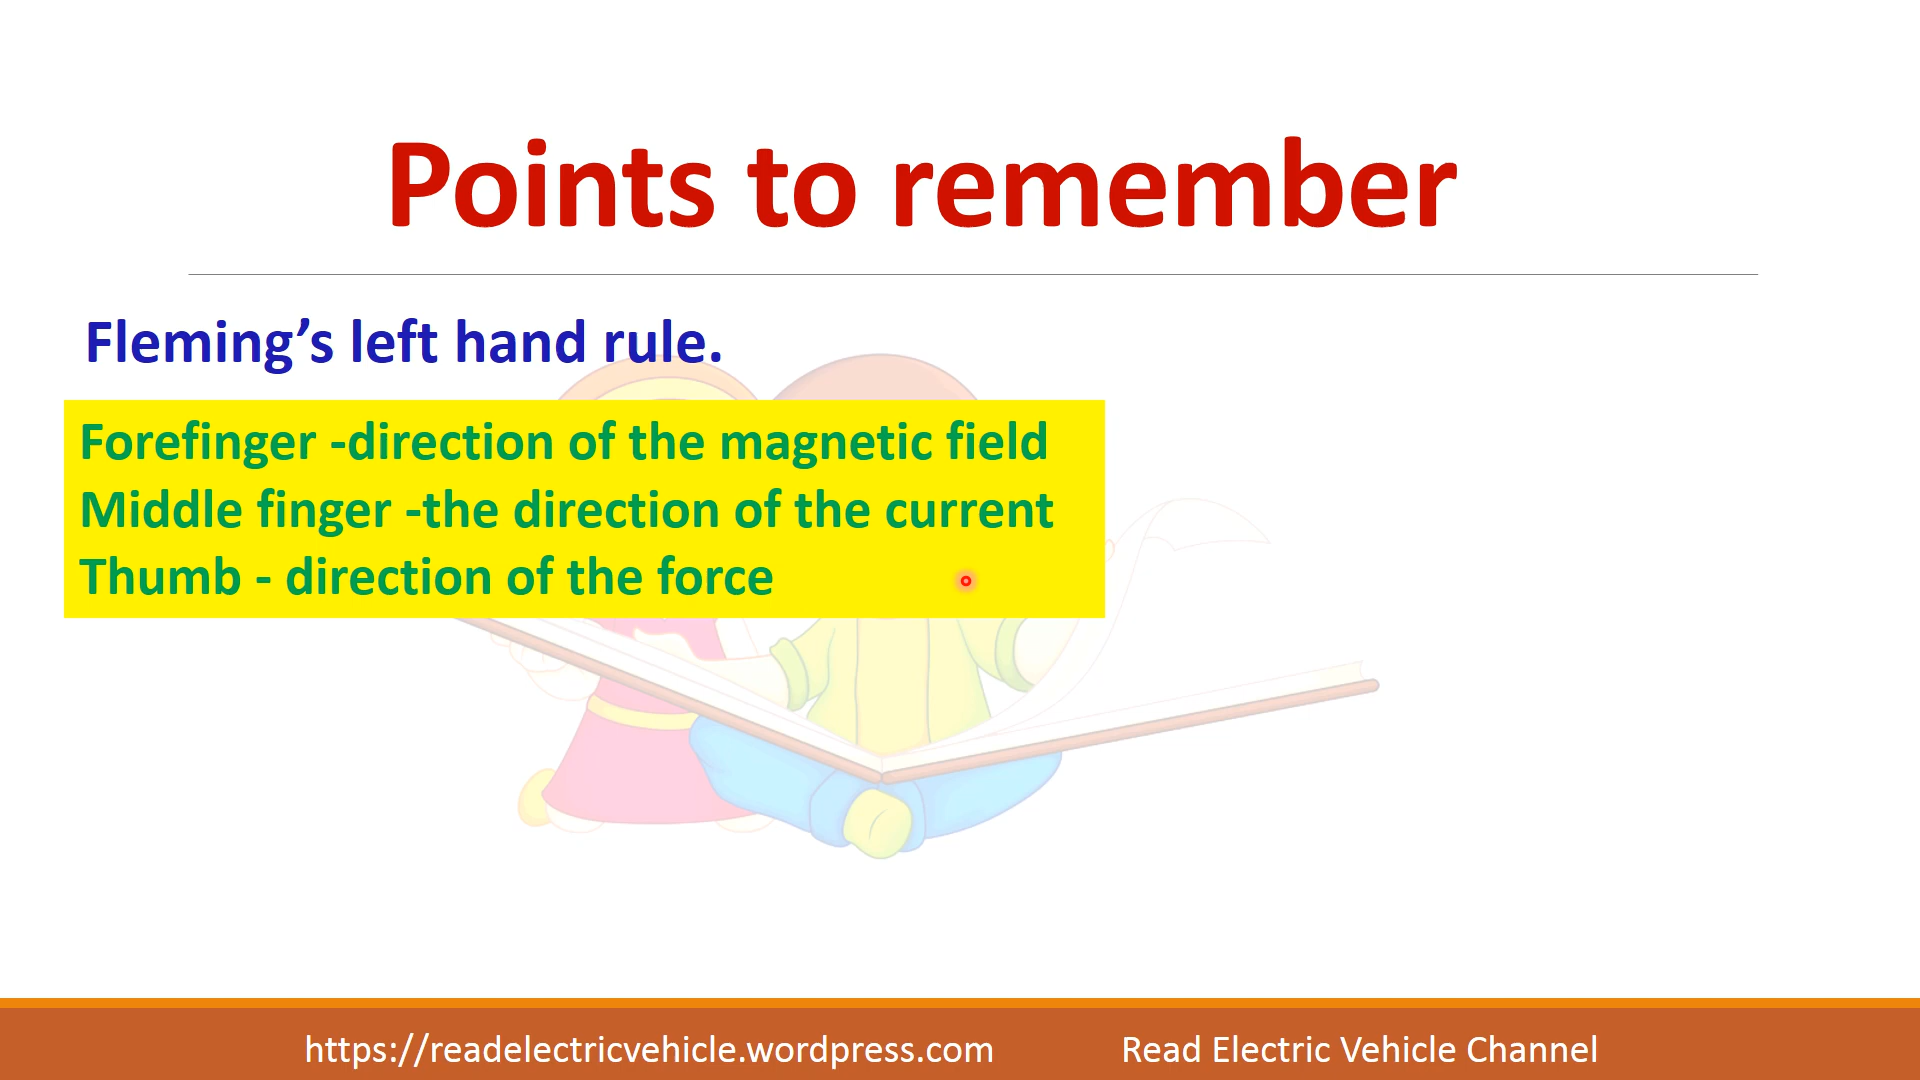 Points to remember
Fleming’s left hand rule.
Forefinger -direction of the magnetic field
Middle finger -the direction of the current
Thumb - direction of the force
https://readelectricvehicle.wordpress.com
Read Electric Vehicle Channel